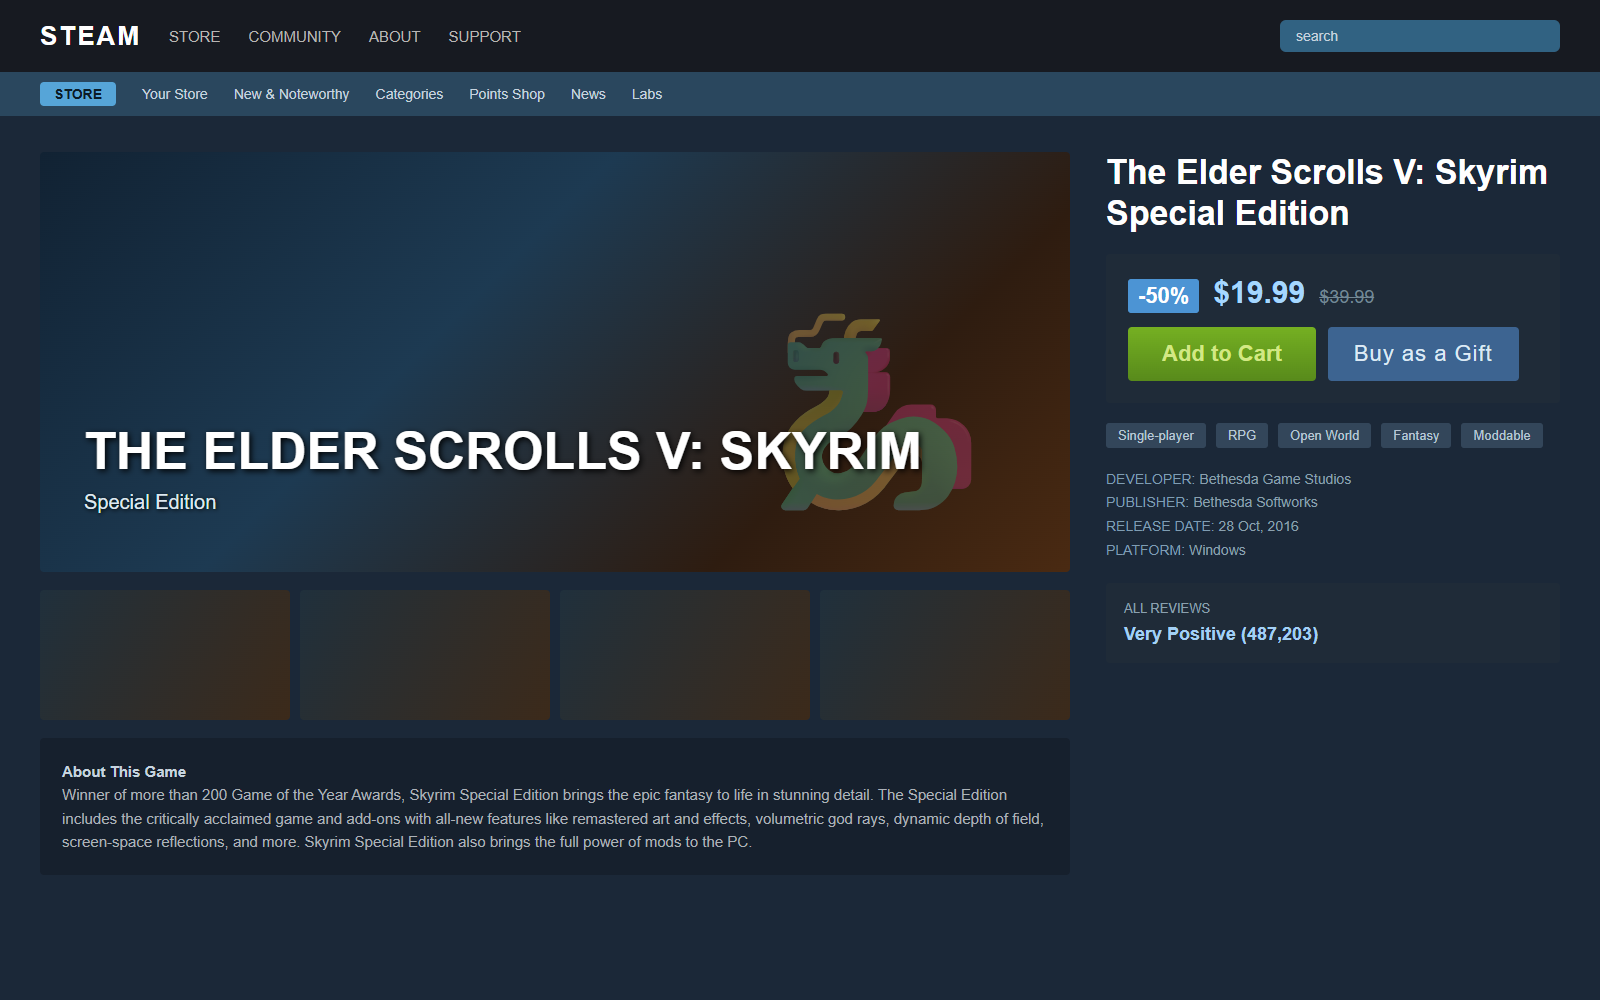 STEAM STORE COMMUNITY ABOUT SUPPORT search
STORE Your Store New & Noteworthy Categories Points Shop News Labs
THE ELDER SCROLLS V: SKYRIM
Special Edition
About This Game
Winner of more than 200 Game of the Year Awards, Skyrim Special Edition brings the epic fantasy to life in stunning detail. The Special Edition
includes the critically acclaimed game and add-ons with all-new features like remastered art and effects, volumetric god rays, dynamic depth of field,
screen-space reflections, and more. Skyrim Special Edition also brings the full power of mods to the PC.
The Elder Scrolls V: Skyrim
Special Edition
-50% $19.99 $39.99
Add to Cart Buy as a Gift
Single-player RPG Open World Fantasy Moddable
DEVELOPER: Bethesda Game Studios
PUBLISHER: Bethesda Softworks
RELEASE DATE: 28 Oct, 2016
PLATFORM: Windows
ALL REVIEWS
Very Positive (487,203)